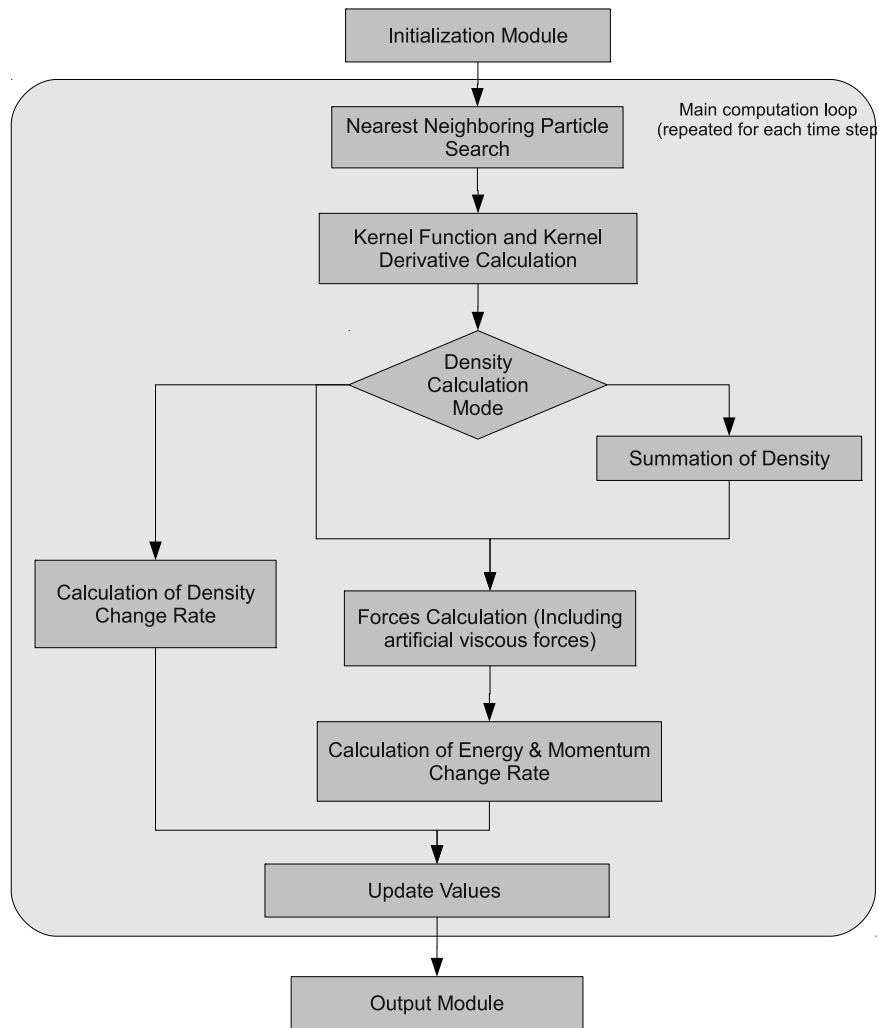 Initialization Module
Main computation loop
(repeated for each time step
Nearest Neighboring Particle
Search
Kernel Function and Kernel
Derivative Calculation
Density
Calculation
Mode
Summation of Density
Calculation of Density
Change Rate
Forces Calculation (Including
artificial viscous forces)
Calculation of Energy & Momentum
Change Rate
Update Values
Output Module